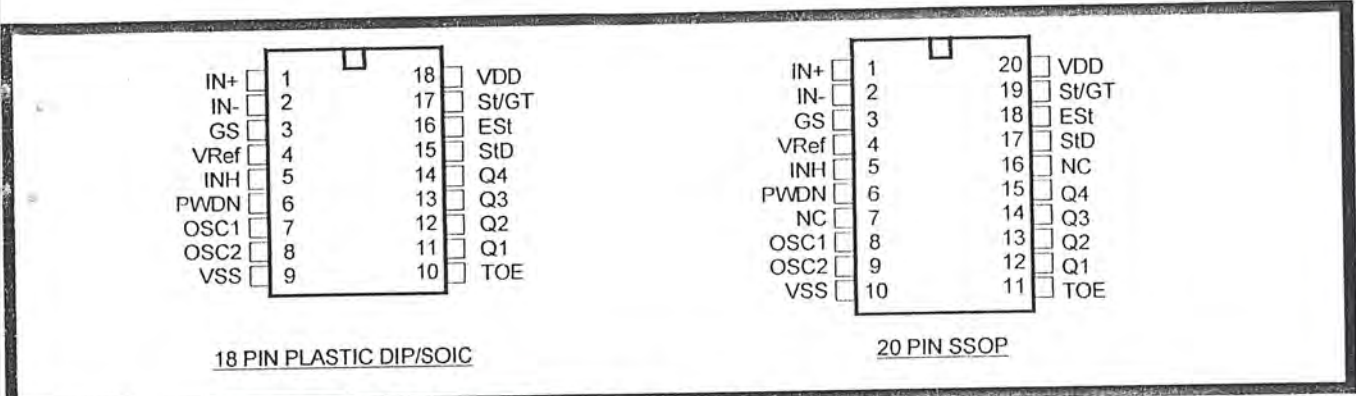 IN+ 1 18 VDD
IN- 2 17 St/GT
GS 3 16 ESt
VRef 4 15 StD
INH 5 14 Q4
PWDN 6 13 Q3
OSC1 7 12 Q2
OSC2 8 11 Q1
VSS 9 10 TOE
18 PIN PLASTIC DIP/SOIC
IN+ 1 20 VDD
IN- 2 19 St/GT
GS 3 18 ESt
VRef 4 17 StD
INH 5 16 NC
PWDN 6 15 Q4
NC 7 14 Q3
OSC1 8 13 Q2
OSC2 9 12 Q1
VSS 10 11 TOE
20 PIN SSOP